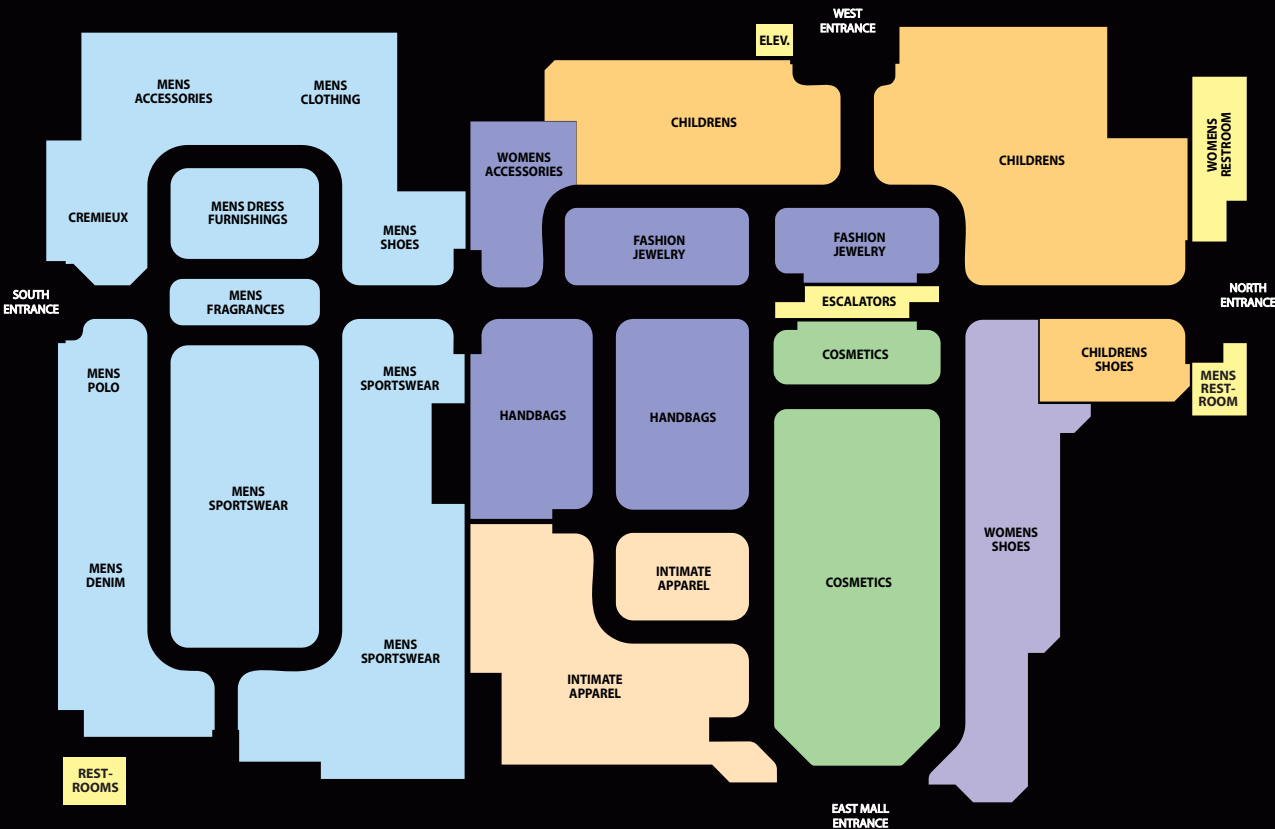 WEST
ENTRANCE
ELEV.
MENS
ACCESSORIES
MENS
CLOTHING
CHILDRENS
CHILDRENS
WOMENS
RESTROOM
WOMENS
ACCESSORIES
CREMIEUX
MENS DRESS
FURNISHINGS
MENS
SHOES
FASHION
JEWELRY
FASHION
JEWELRY
SOUTH
ENTRANCE
MENS
FRAGRANCES
ESCALATORS
NORTH
ENTRANCE
MENS
POLO
MENS
SPORTSWEAR
COSMETICS
CHILDRENS
SHOES
MENS
REST-
ROOM
HANDBAGS
HANDBAGS
MENS
SPORTSWEAR
WOMENS
SHOES
MENS
DENIM
INTIMATE
APPAREL
COSMETICS
MENS
SPORTSWEAR
INTIMATE
APPAREL
REST-
ROOMS
EAST MALL
ENTRANCE